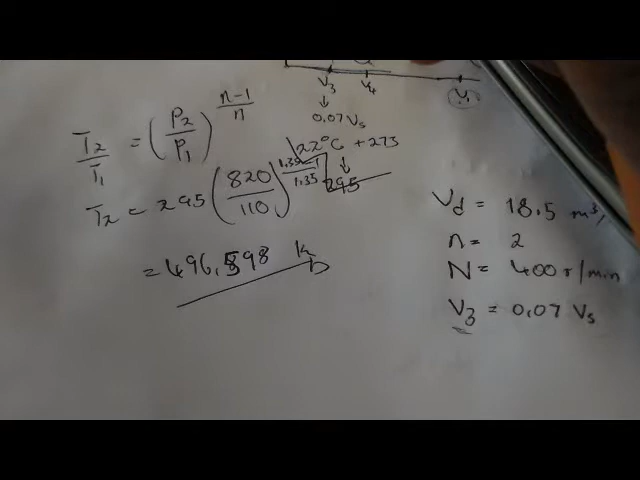 V₃ V₄ V₁
↓
0,07 Vₛ
T₂/T₁ = (P₂/P₁)^(n-1/n)
22°C + 273
↓
295
T₂ = 295 (820/110)^(1.35-1/1.35)
= 496,598 K
Vd = 18.5 m³/
n = 2
N = 400 r/min
V₃ = 0,07 Vₛ